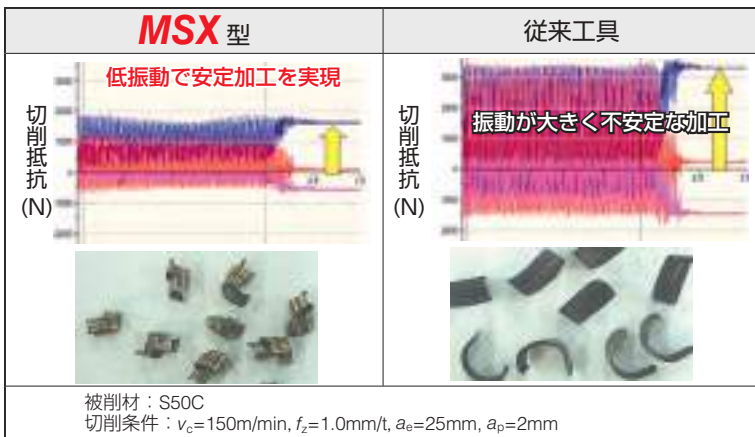 MSX型
従来工具
低振動で安定加工を実現
振動が大きく不安定な加工
切削抵抗(N)
切削抵抗(N)
被削材：S50C
切削条件：vc=150m/min, fz=1.0mm/t, ae=25mm, ap=2mm